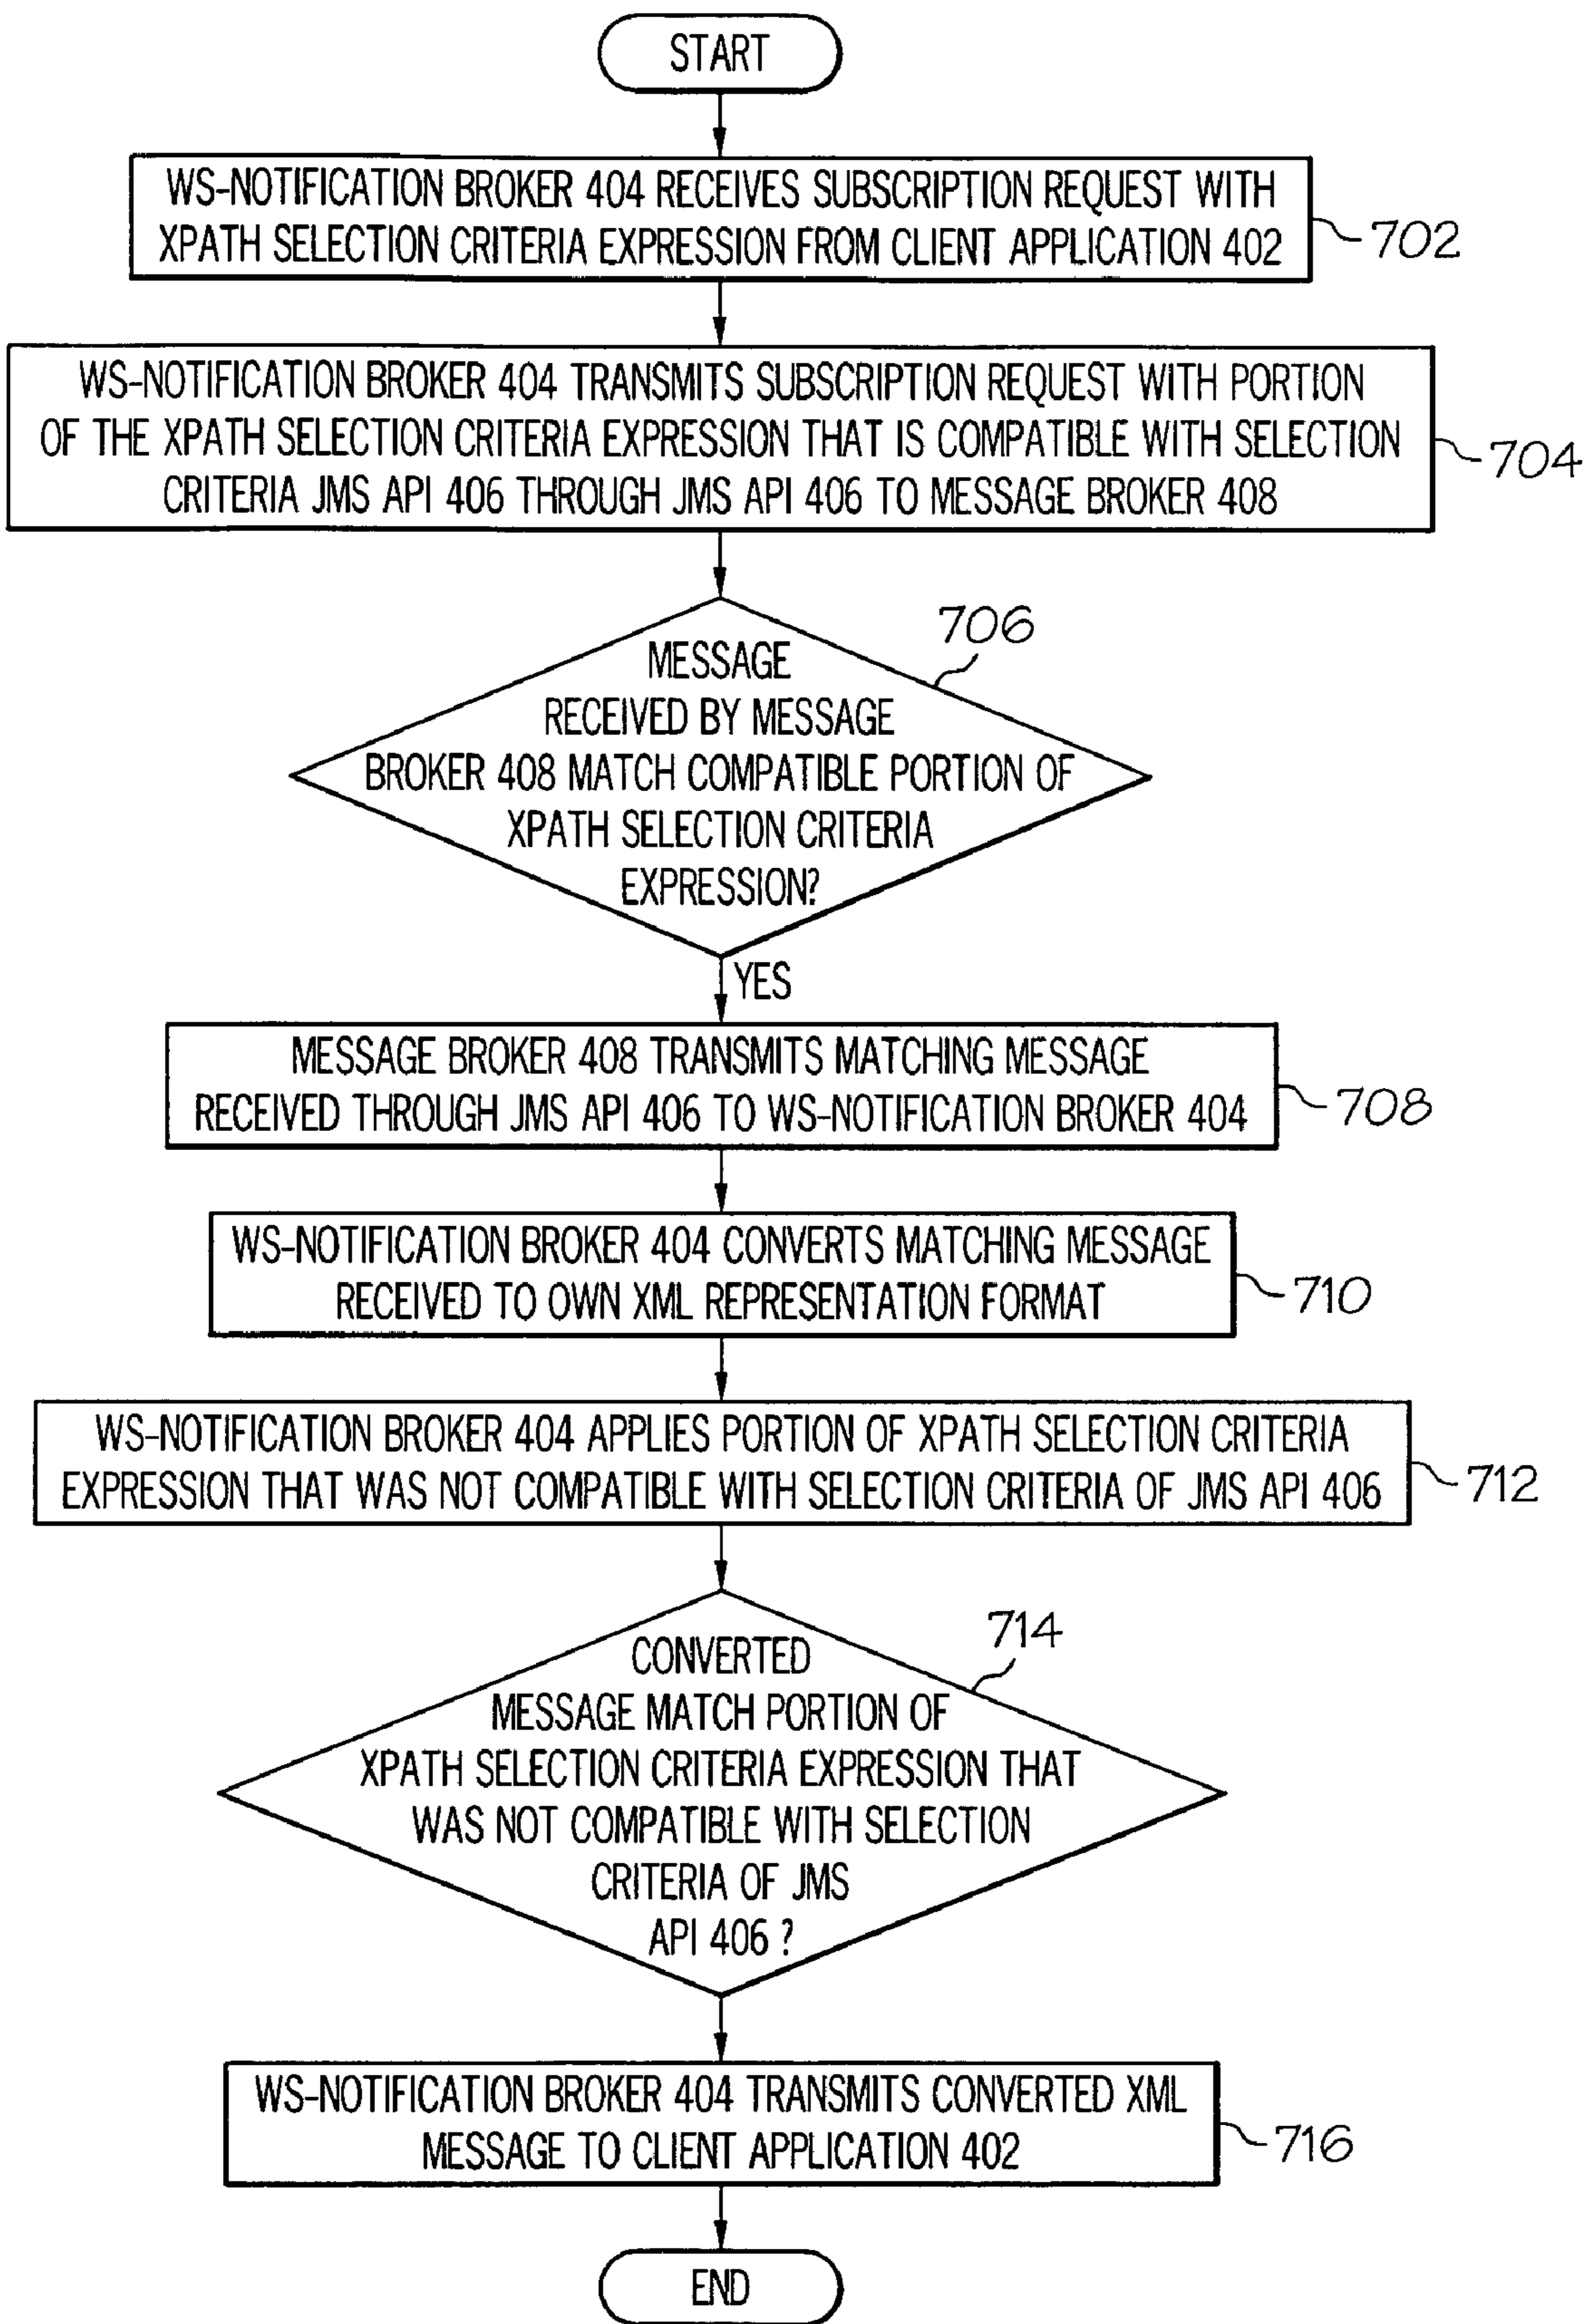 START
WS-NOTIFICATION BROKER 404 RECEIVES SUBSCRIPTION REQUEST WITH
XPATH SELECTION CRITERIA EXPRESSION FROM CLIENT APPLICATION 402
702
WS-NOTIFICATION BROKER 404 TRANSMITS SUBSCRIPTION REQUEST WITH PORTION
OF THE XPATH SELECTION CRITERIA EXPRESSION THAT IS COMPATIBLE WITH SELECTION
CRITERIA JMS API 406 THROUGH JMS API 406 TO MESSAGE BROKER 408
704
706
MESSAGE
RECEIVED BY MESSAGE
BROKER 408 MATCH COMPATIBLE PORTION OF
XPATH SELECTION CRITERIA
EXPRESSION?
YES
MESSAGE BROKER 408 TRANSMITS MATCHING MESSAGE
RECEIVED THROUGH JMS API 406 TO WS-NOTIFICATION BROKER 404
708
WS-NOTIFICATION BROKER 404 CONVERTS MATCHING MESSAGE
RECEIVED TO OWN XML REPRESENTATION FORMAT
710
WS-NOTIFICATION BROKER 404 APPLIES PORTION OF XPATH SELECTION CRITERIA
EXPRESSION THAT WAS NOT COMPATIBLE WITH SELECTION CRITERIA OF JMS API 406
712
714
CONVERTED
MESSAGE MATCH PORTION OF
XPATH SELECTION CRITERIA EXPRESSION THAT
WAS NOT COMPATIBLE WITH SELECTION
CRITERIA OF JMS
API 406 ?
WS-NOTIFICATION BROKER 404 TRANSMITS CONVERTED XML
MESSAGE TO CLIENT APPLICATION 402
716
END